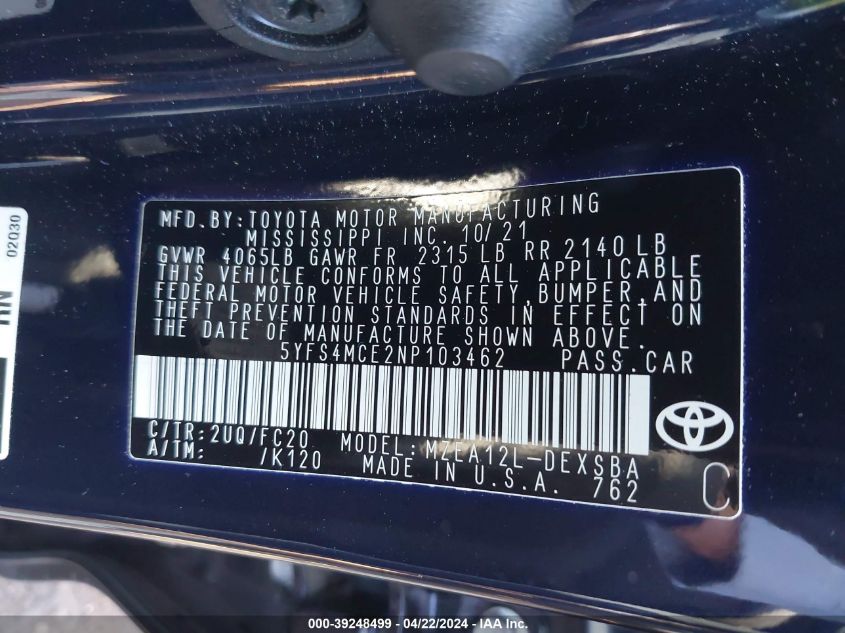 MFD.BY:TOYOTA MOTOR MANUFACTURING
MISSISSIPPI INC. 10/21
GVWR 4065LB GAWR FR 2315 LB RR 2140 LB
THIS VEHICLE CONFORMS TO ALL APPLICABLE
FEDERAL MOTOR VEHICLE SAFETY,BUMPER,AND
THEFT PREVENTION STANDARDS IN EFFECT ON
THE DATE OF MANUFACTURE SHOWN ABOVE.
5YFS4MCE2NP103462 PASS.CAR
C/TR:2UQ/FC20 MODEL:MZEA12L-DEXSBA
A/TM: /K120 MADE IN U.S.A. 762
C
02Q30
000-39248499 - 04/22/2024 - IAA Inc.